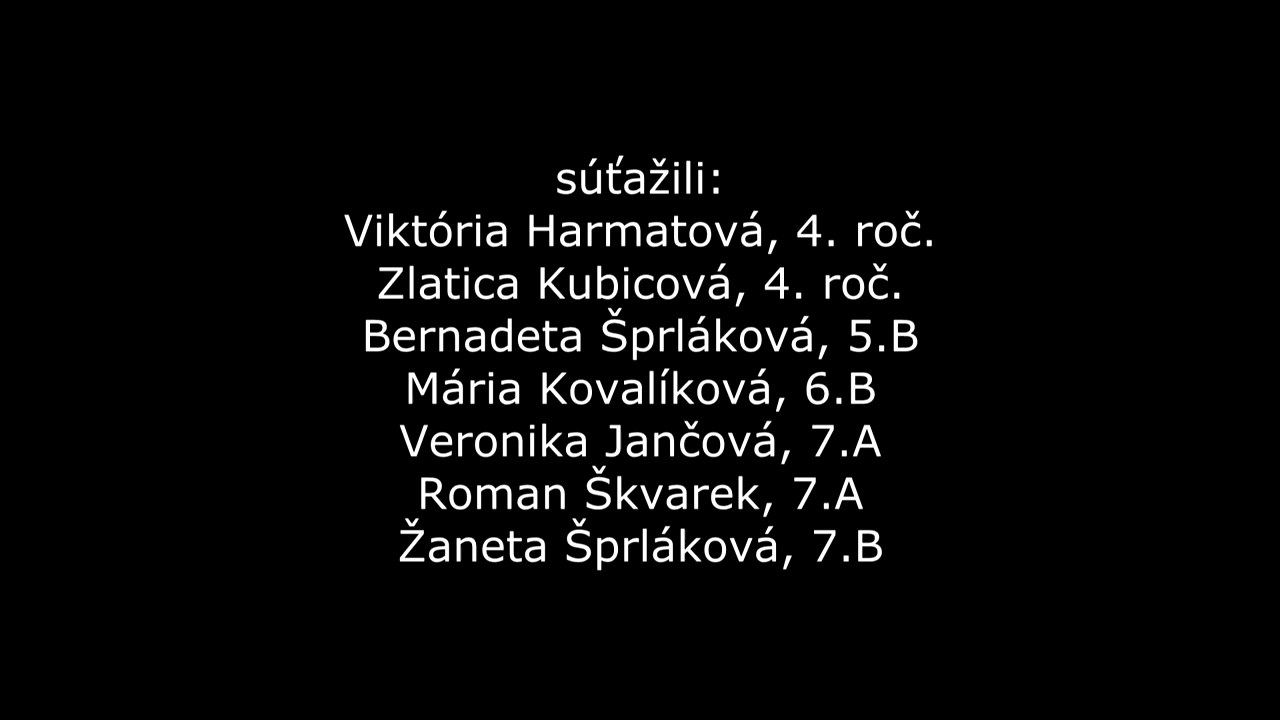 súťažili:
Viktória Harmatová, 4. roč.
Zlatica Kubicová, 4. roč.
Bernadeta Šprláková, 5.B
Mária Kovalíková, 6.B
Veronika Jančová, 7.A
Roman Škvarek, 7.A
Žaneta Šprláková, 7.B